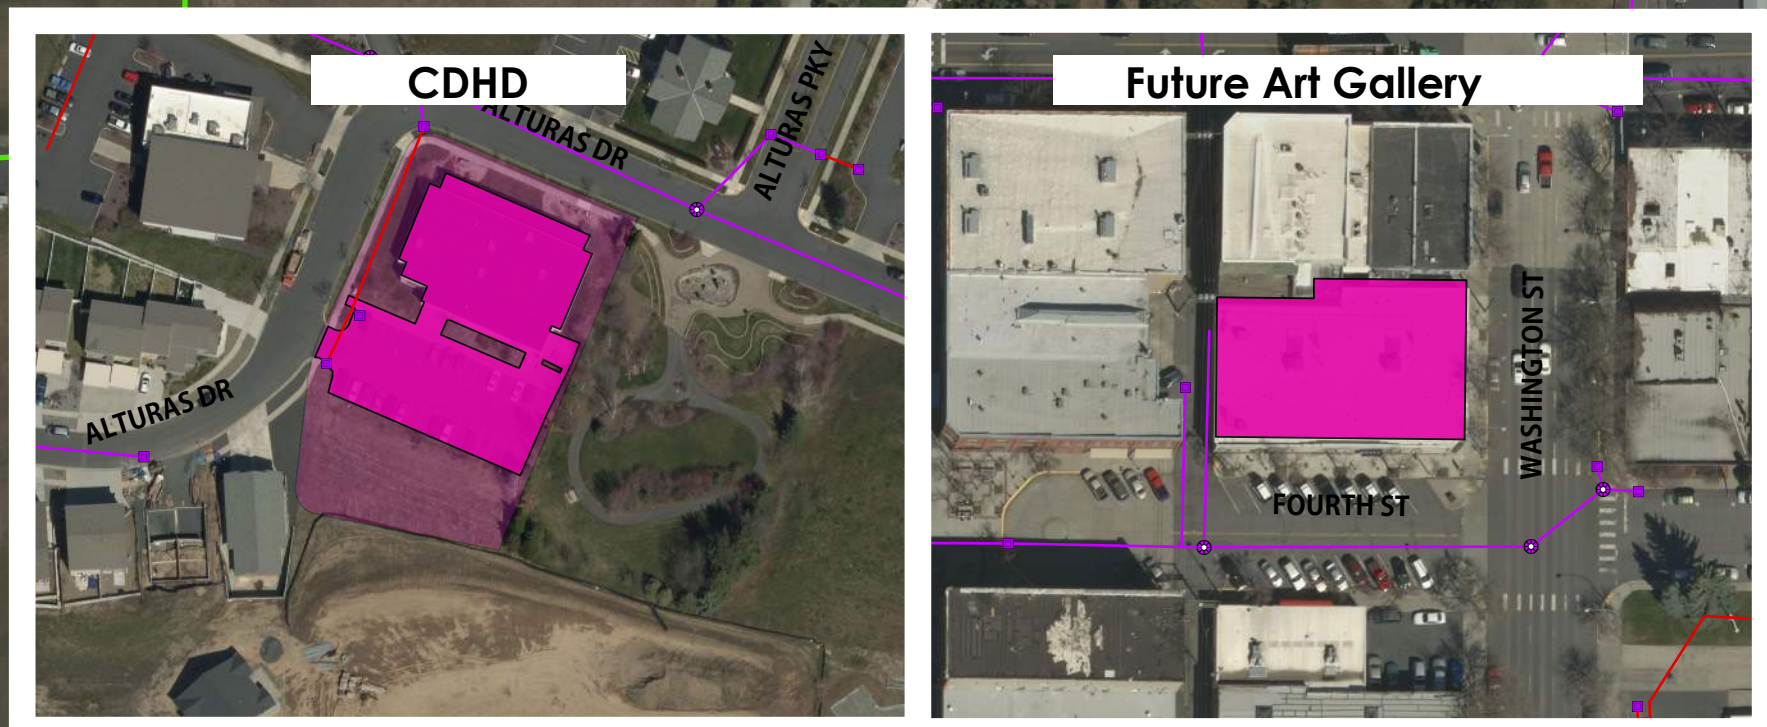 CDHD
ALTURAS DR
ALTURAS PKY
ALTURAS DR
Future Art Gallery
WASHINGTON ST
FOURTH ST